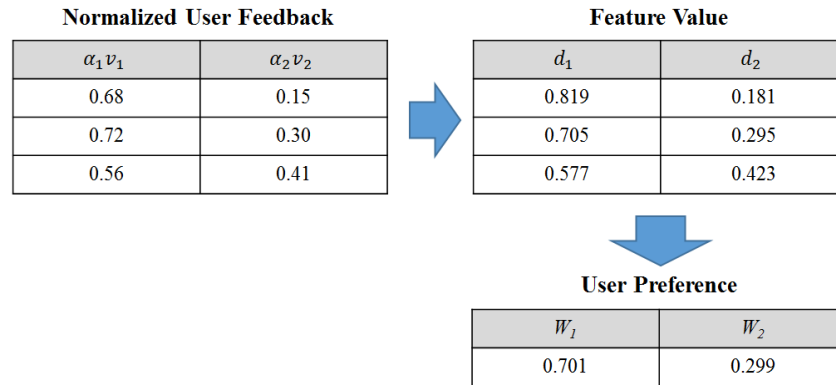 Normalized User Feedback
α₁v₁ α₂v₂
0.68 0.15
0.72 0.30
0.56 0.41
Feature Value
d₁ d₂
0.819 0.181
0.705 0.295
0.577 0.423
User Preference
W₁ W₂
0.701 0.299